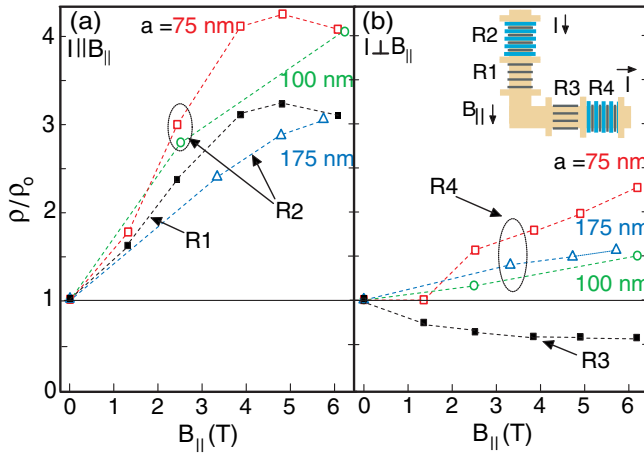 (a)
I||B||
a =75 nm
100 nm
175 nm
R2
R1
ρ/ρo
4
3
2
1
0
0 1 2 3 4 5 6
B||(T)
(b)
I⊥B||
R2
I
R1
I
R3 R4
B||
a =75 nm
R4
175 nm
100 nm
R3
0 1 2 3 4 5 6
B||(T)